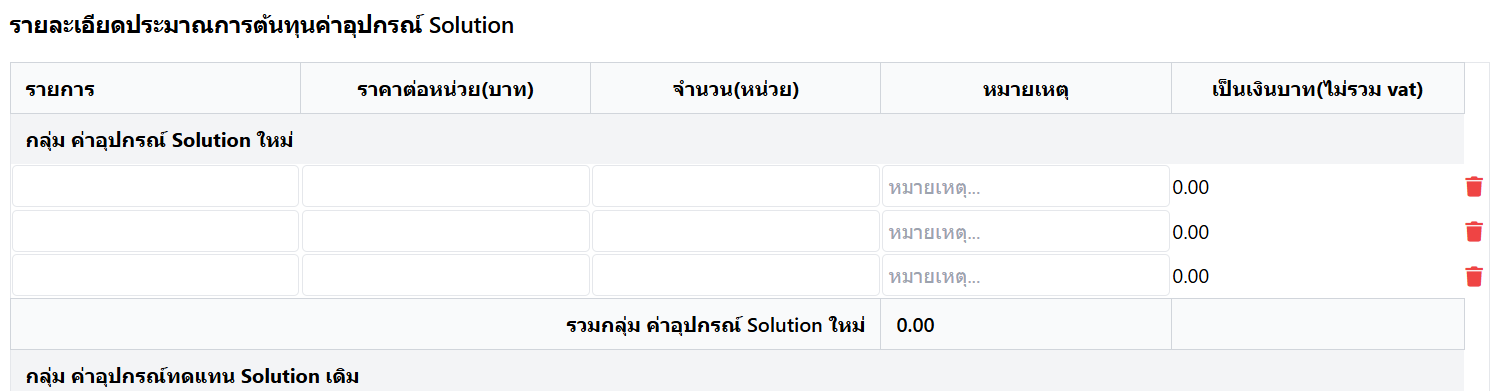 รายละเอียดประมาณการต้นทุนค่าอุปกรณ์ Solution
รายการ ราคาต่อหน่วย(บาท) จำนวน(หน่วย) หมายเหตุ เป็นเงินบาท(ไม่รวม vat)
กลุ่ม ค่าอุปกรณ์ Solution ใหม่
หมายเหตุ... 0.00
หมายเหตุ... 0.00
หมายเหตุ... 0.00
รวมกลุ่ม ค่าอุปกรณ์ Solution ใหม่ 0.00
กลุ่ม ค่าอุปกรณ์ทดแทน Solution เดิม